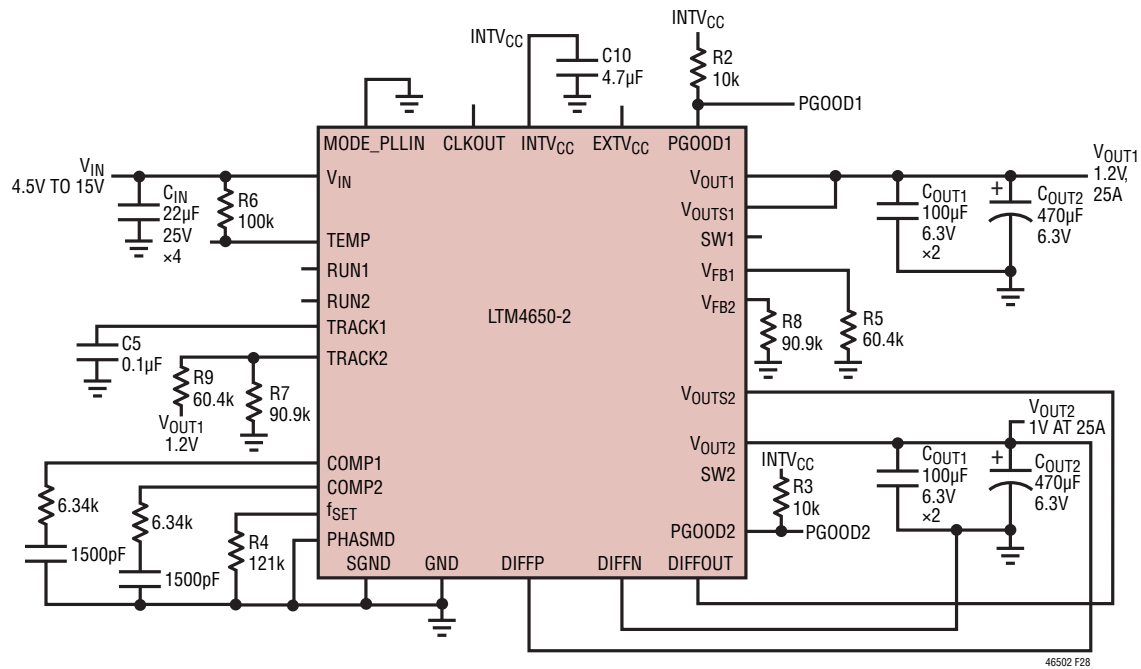 INTVCC
INTVCC
C10
4.7µF
R2
10k
PGOOD1
MODE_PLLIN
CLKOUT
INTVCC
EXTVCC
PGOOD1
VIN
4.5V TO 15V
CIN
22µF
25V
×4
R6
100k
VIN
TEMP
RUN1
RUN2
TRACK1
TRACK2
C5
0.1µF
R9
60.4k
R7
90.9k
VOUT1
1.2V
COMP1
COMP2
fSET
PHASMD
6.34k
6.34k
1500pF
1500pF
R4
121k
SGND
GND
DIFFP
DIFFN
DIFFOUT
LTM4650-2
VOUT1
VOUTS1
SW1
VFB1
VFB2
VOUTS2
VOUT2
SW2
PGOOD2
VOUT1
1.2V,
25A
COUT1
100µF
6.3V
×2
COUT2
470µF
6.3V
R8
90.9k
R5
60.4k
VOUT2
1V AT 25A
INTVCC
R3
10k
PGOOD2
COUT1
100µF
6.3V
×2
COUT2
470µF
6.3V
+
+
46502 F28